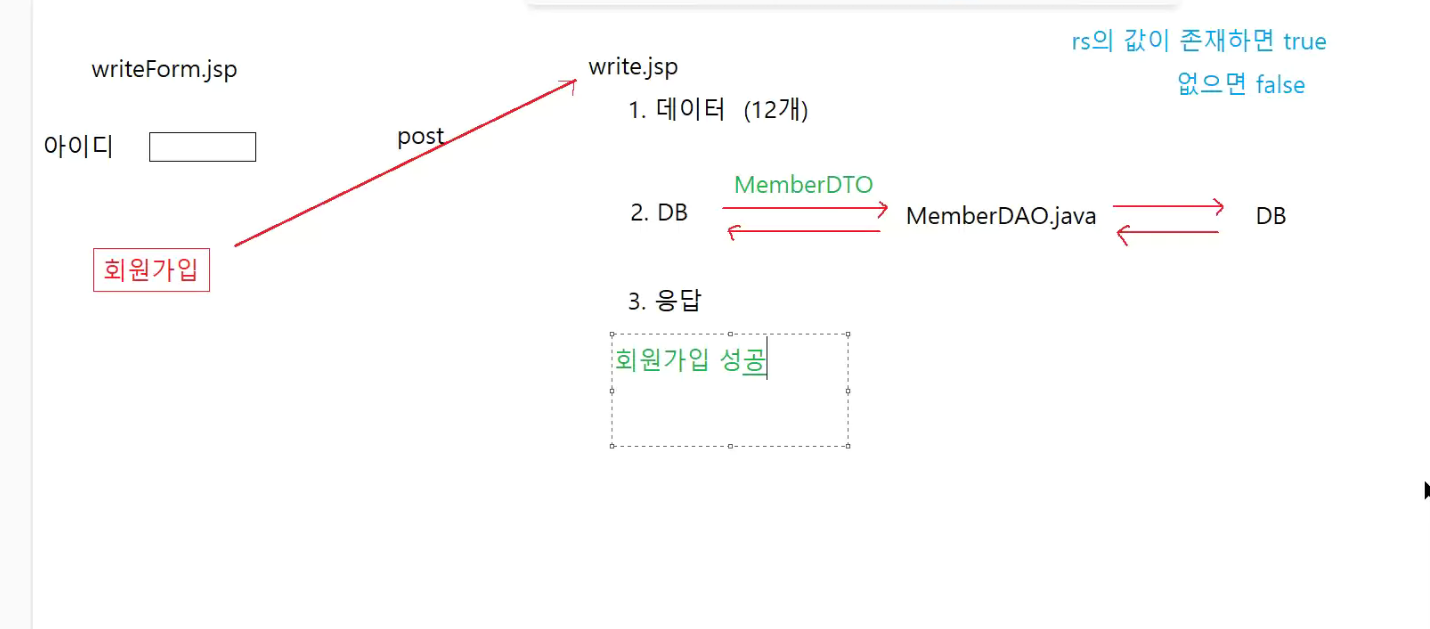 writeForm.jsp
아이디
회원가입
post
write.jsp
1. 데이터 (12개)
2. DB
MemberDTO
MemberDAO.java
DB
3. 응답
회원가입 성공
rs의 값이 존재하면 true
없으면 false